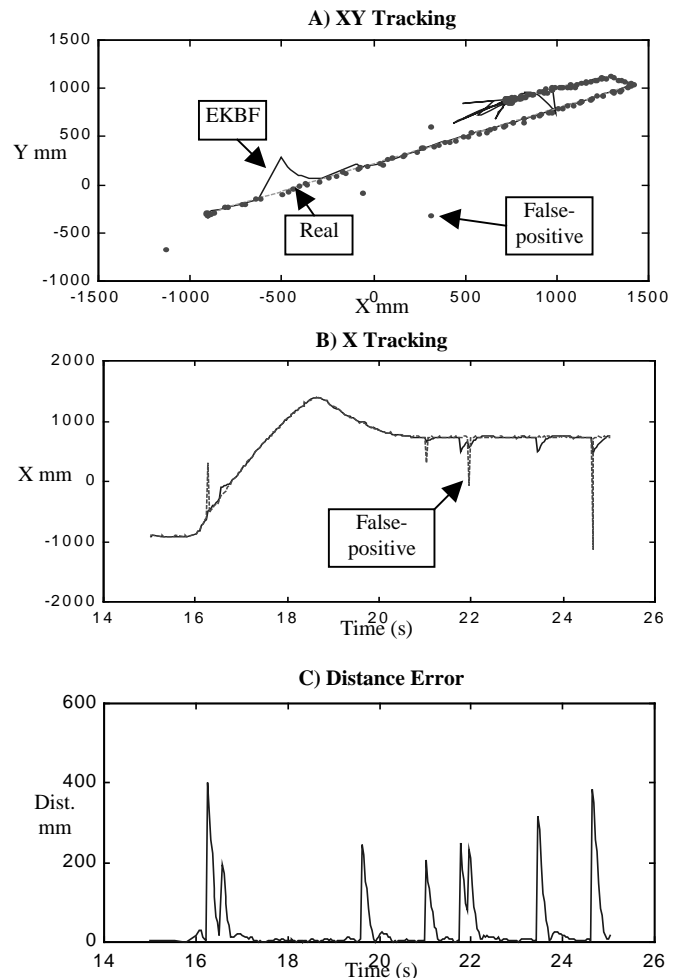 A) XY Tracking
1500
1000
EKBF
500
Y mm
0
Real
False-
positive
-500
-1000
-1500 -1000 -500 0 500 1000 1500
X mm
B) X Tracking
2000
1000
X mm
0
False-
positive
-1000
-2000
14 16 18 20 22 24 26
Time (s)
C) Distance Error
600
400
Dist.
mm
200
0
14 16 18 20 22 24 26
Time (s)